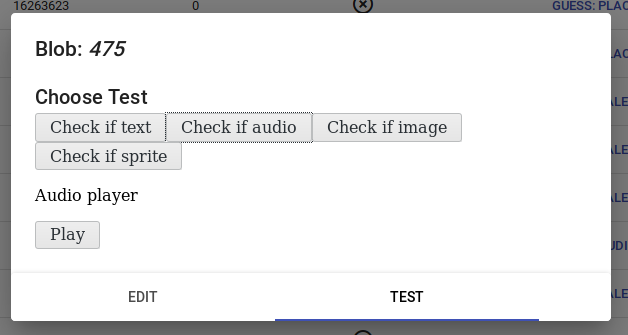 16263623 0 GUESS: PLAC
Blob: 475
Choose Test
Check if text Check if audio Check if image
Check if sprite
Audio player
Play
EDIT TEST